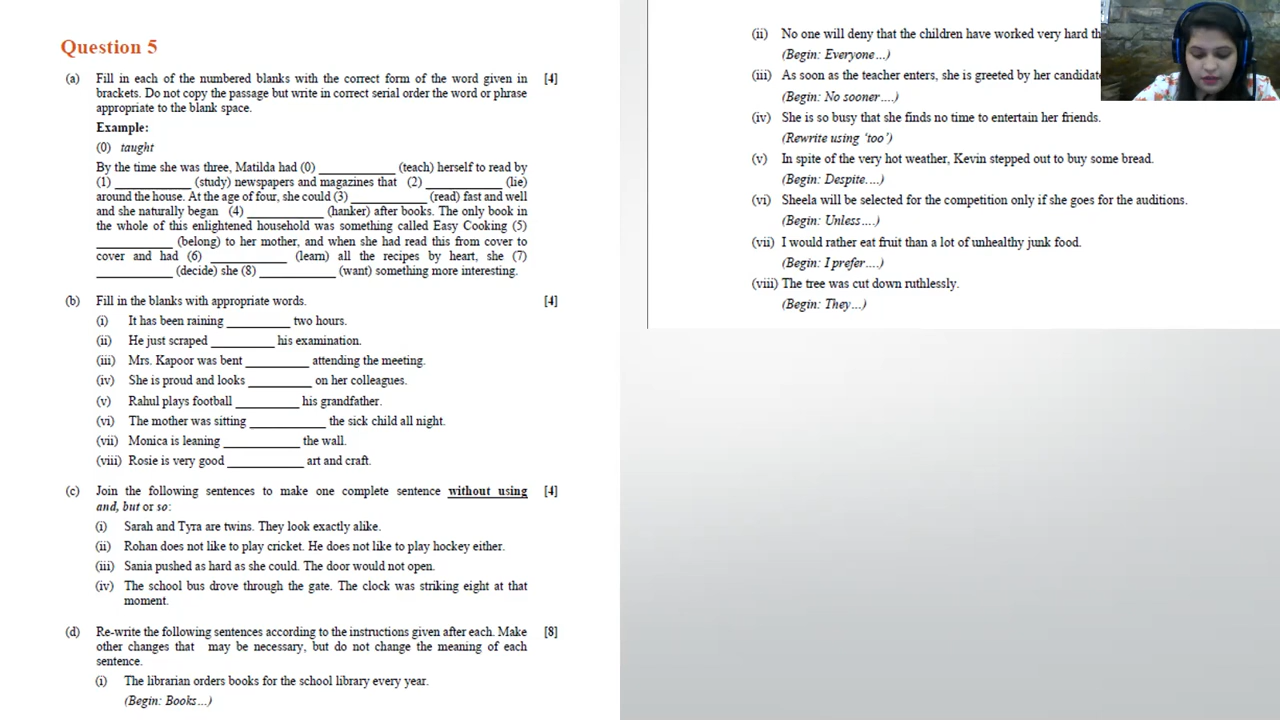 Question 5
(a) Fill in each of the numbered blanks with the correct form of the word given in [4]
brackets. Do not copy the passage but write in correct serial order the word or phrase
appropriate to the blank space.
Example:
(0) taught
By the time she was three, Matilda had (0) ____________ (teach) herself to read by
(1) ____________ (study) newspapers and magazines that (2) ____________ (lie)
around the house. At the age of four, she could (3) ____________ (read) fast and well
and she naturally began (4) ____________ (hanker) after books. The only book in
the whole of this enlightened household was something called Easy Cooking (5)
____________ (belong) to her mother, and when she had read this from cover to
cover and had (6) ____________ (learn) all the recipes by heart, she (7)
____________ (decide) she (8) ____________ (want) something more interesting.
(b) Fill in the blanks with appropriate words. [4]
(i) It has been raining __________ two hours.
(ii) He just scraped __________ his examination.
(iii) Mrs. Kapoor was bent __________ attending the meeting.
(iv) She is proud and looks __________ on her colleagues.
(v) Rahul plays football __________ his grandfather.
(vi) The mother was sitting ____________ the sick child all night.
(vii) Monica is leaning ____________ the wall.
(viii) Rosie is very good ____________ art and craft.
(c) Join the following sentences to make one complete sentence without using [4]
and, but or so:
(i) Sarah and Tyra are twins. They look exactly alike.
(ii) Rohan does not like to play cricket. He does not like to play hockey either.
(iii) Sania pushed as hard as she could. The door would not open.
(iv) The school bus drove through the gate. The clock was striking eight at that
moment.
(d) Re-write the following sentences according to the instructions given after each. Make [8]
other changes that may be necessary, but do not change the meaning of each
sentence.
(i) The librarian orders books for the school library every year.
(Begin: Books…)
(ii) No one will deny that the children have worked very hard th
(Begin: Everyone…)
(iii) As soon as the teacher enters, she is greeted by her candidate
(Begin: No sooner….)
(iv) She is so busy that she finds no time to entertain her friends.
(Rewrite using ‘too’)
(v) In spite of the very hot weather, Kevin stepped out to buy some bread.
(Begin: Despite….)
(vi) Sheela will be selected for the competition only if she goes for the auditions.
(Begin: Unless….)
(vii) I would rather eat fruit than a lot of unhealthy junk food.
(Begin: I prefer….)
(viii) The tree was cut down ruthlessly.
(Begin: They…)